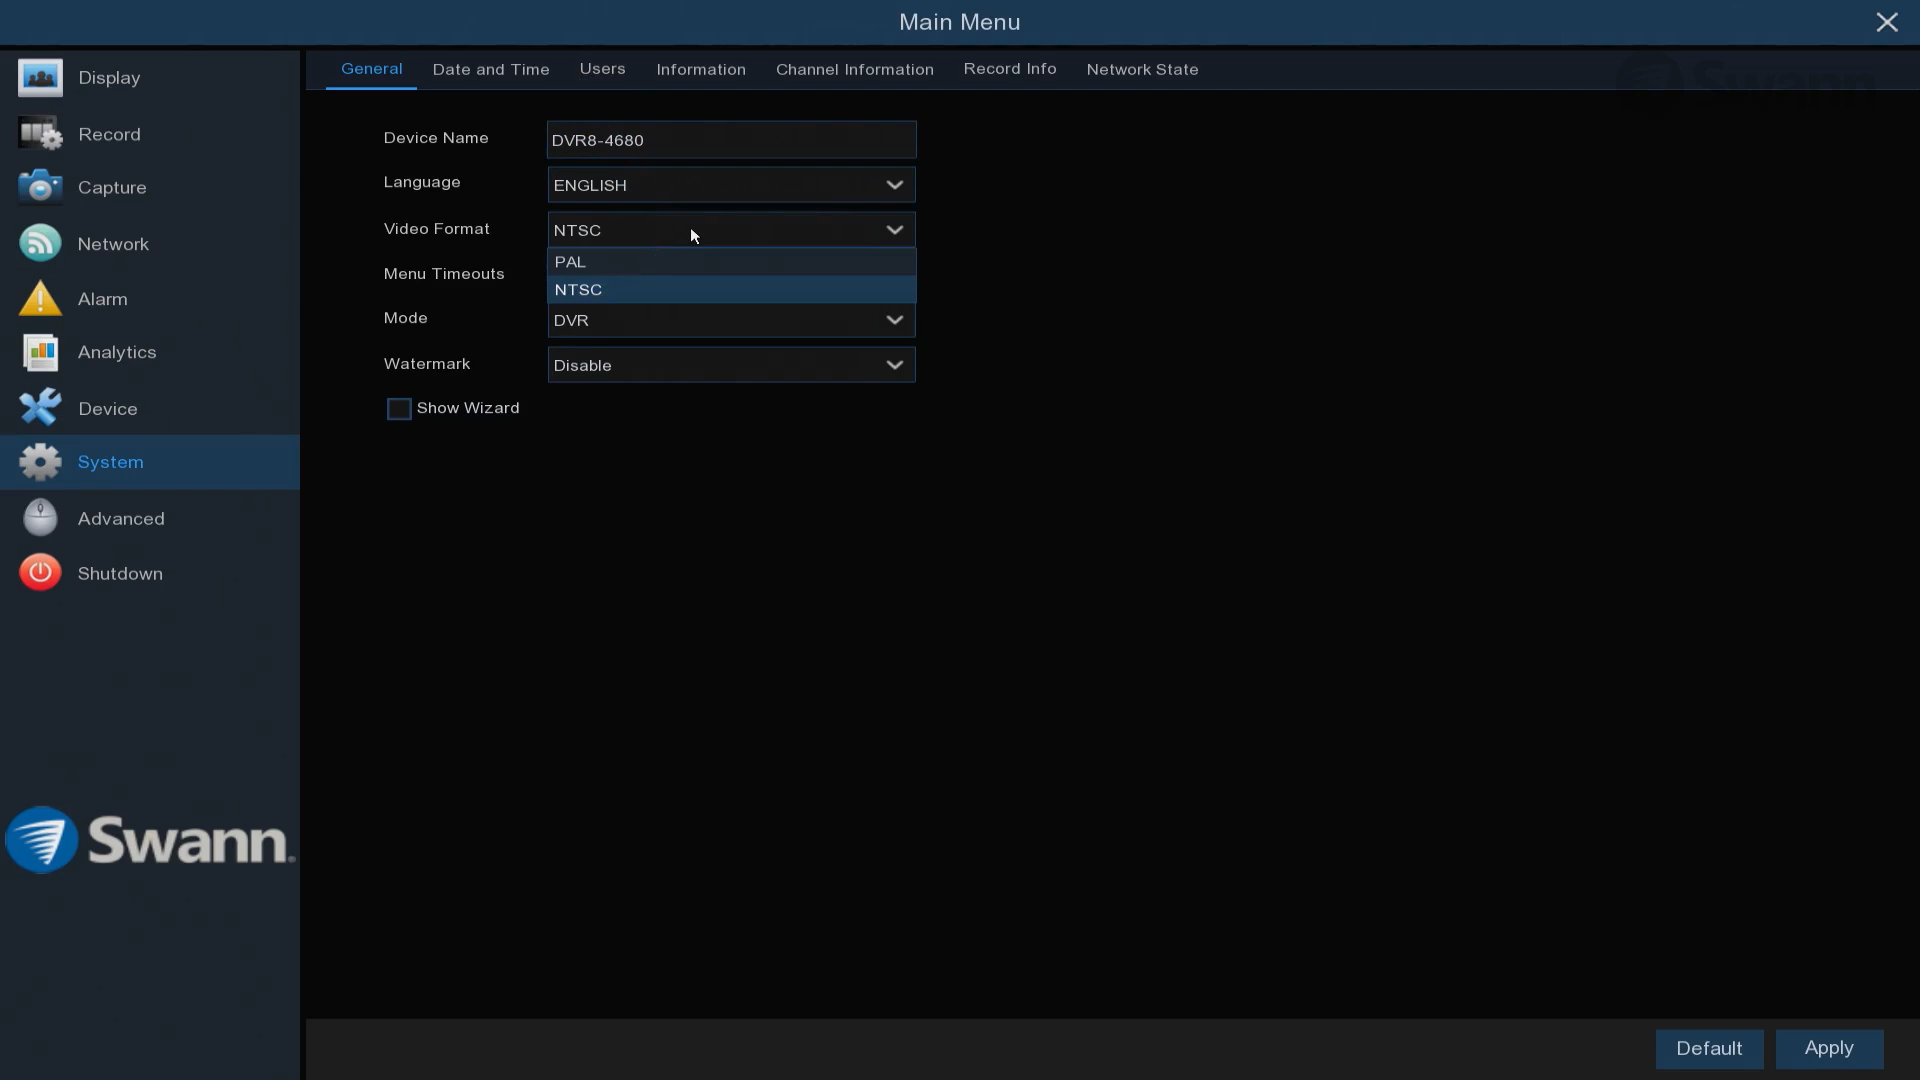 Main Menu
Display
Record
Capture
Network
Alarm
Analytics
Device
System
Advanced
Shutdown
Swann
General Date and Time Users Information Channel Information Record Info Network State
Swann
Device Name DVR8-4680
Language ENGLISH
Video Format NTSC
PAL
Menu Timeouts
NTSC
Mode DVR
Watermark Disable
Show Wizard
Default Apply